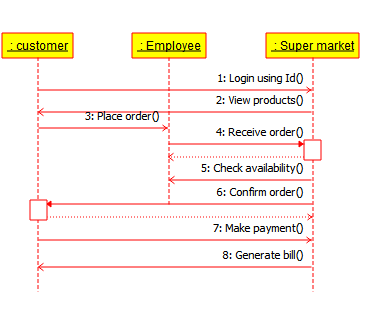 : customer
: Employee
: Super market
1: Login using Id()
2: View products()
3: Place order()
4: Receive order()
5: Check availability()
6: Confirm order()
7: Make payment()
8: Generate bill()